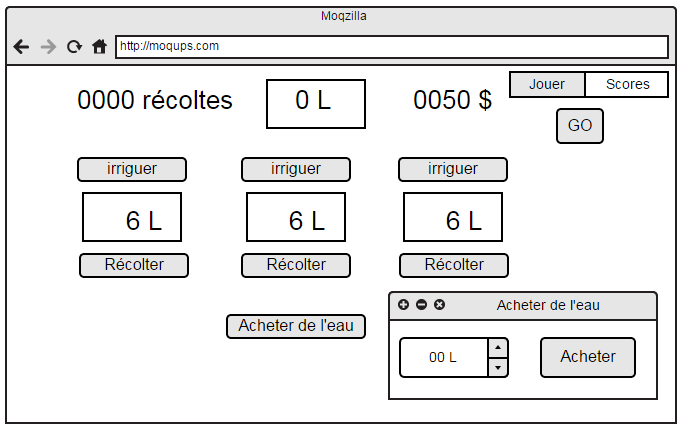 Moqzilla
http://moqups.com
Jouer Scores
0000 récoltes 0 L 0050 $
GO
irriguer irriguer irriguer
6 L 6 L 6 L
Récolter Récolter Récolter
Acheter de l'eau
Acheter de l'eau
00 L Acheter